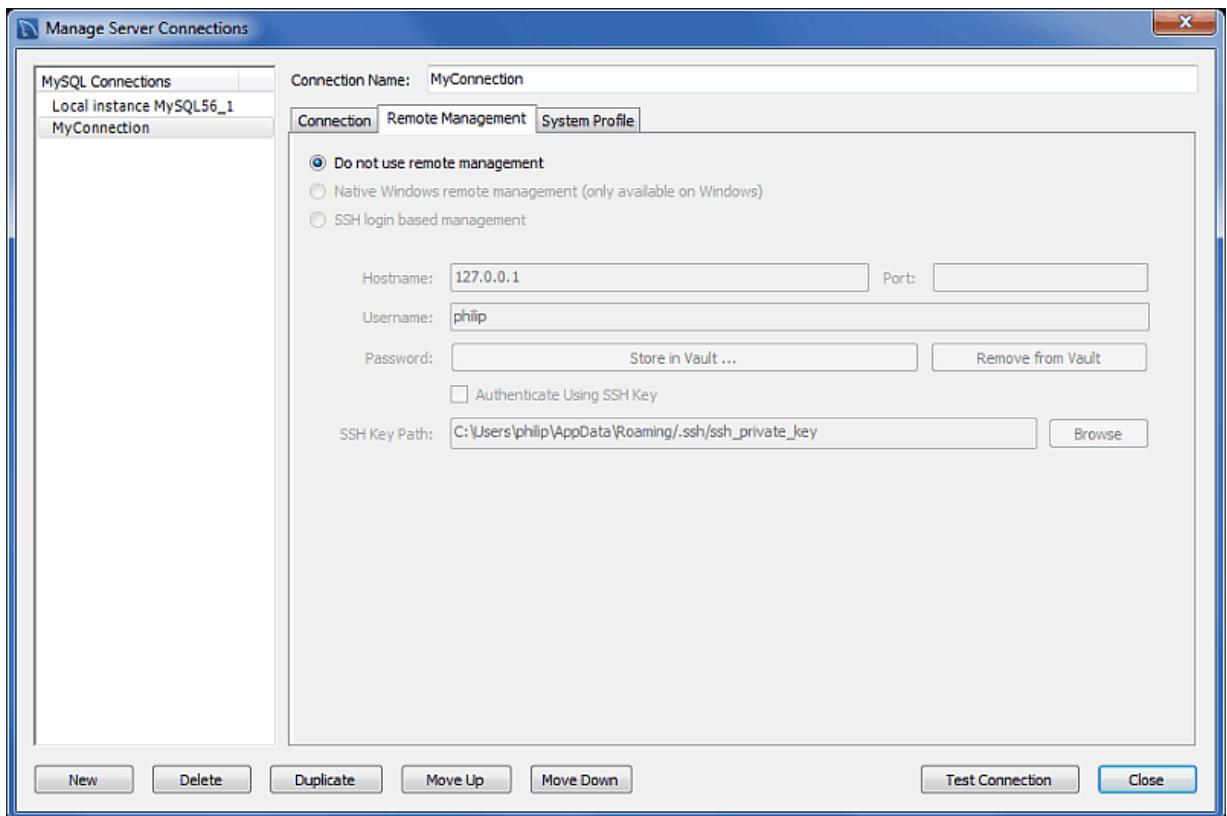 Manage Server Connections
MySQL Connections
Local instance MySQL56_1
MyConnection
Connection Name: MyConnection
Connection Remote Management System Profile
Do not use remote management
Native Windows remote management (only available on Windows)
SSH login based management
Hostname: 127.0.0.1 Port:
Username: philip
Password: Store in Vault ... Remove from Vault
Authenticate Using SSH Key
SSH Key Path: C:\Users\philip\AppData\Roaming/.ssh/ssh_private_key Browse
New Delete Duplicate Move Up Move Down Test Connection Close